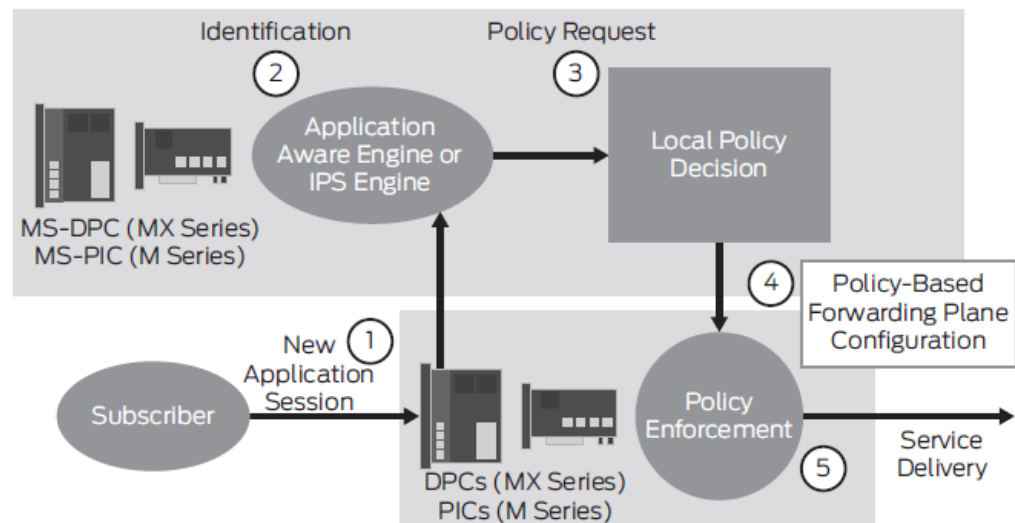 Identification
2
Policy Request
3
Application
Aware Engine or
IPS Engine
Local Policy
Decision
MS-DPC (MX Series)
MS-PIC (M Series)
4
Policy-Based
Forwarding Plane
Configuration
1
New
Application
Session
Subscriber
Policy
Enforcement
5
Service
Delivery
DPCs (MX Series)
PICs (M Series)